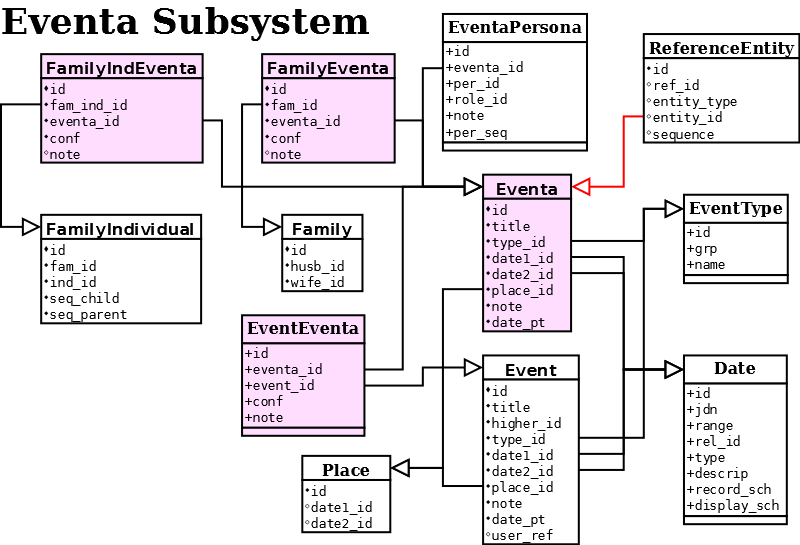 Eventa Subsystem
FamilyIndEventa
id
fam_ind_id
eventa_id
conf
note
FamilyEventa
id
fam_id
eventa_id
conf
note
EventaPersona
+id
+eventa_id
+per_id
+role_id
+note
+per_seq
ReferenceEntity
id
ref_id
entity_type
entity_id
sequence
FamilyIndividual
id
fam_id
ind_id
seq_child
seq_parent
Family
id
husb_id
wife_id
Eventa
id
title
type_id
date1_id
date2_id
place_id
note
date_pt
EventType
+id
+grp
+name
EventEventa
+id
+eventa_id
+event_id
+conf
+note
Event
id
title
higher_id
type_id
date1_id
date2_id
place_id
note
date_pt
user_ref
Date
+id
+jdn
+range
+rel_id
+type
+descrip
+record_sch
+display_sch
Place
id
date1_id
date2_id